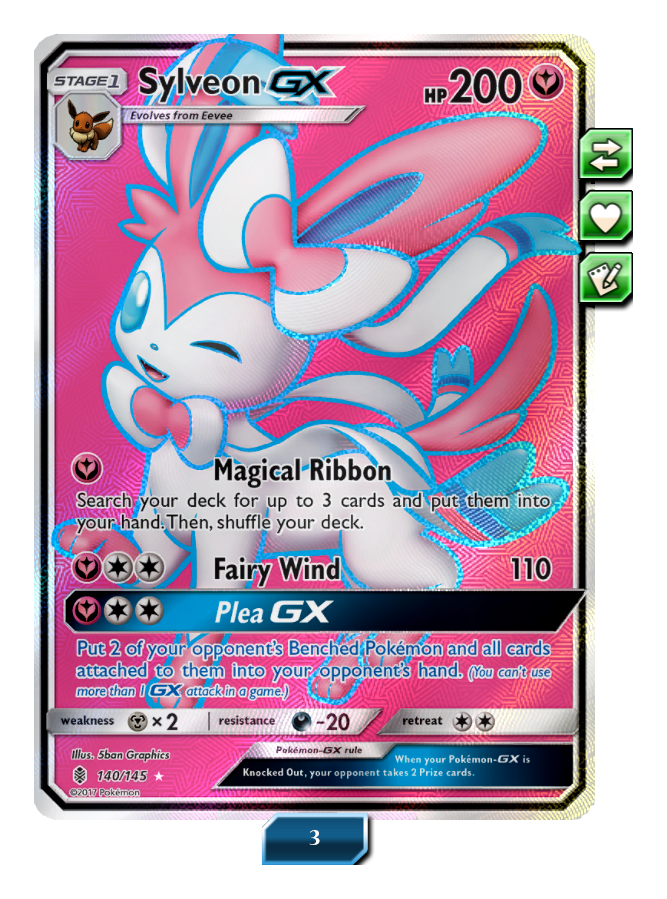 STAGE 1 Sylveon GX HP 200
Evolves from Eevee
Magical Ribbon
Search your deck for up to 3 cards and put them into
your hand. Then, shuffle your deck.
Fairy Wind 110
Plea GX
Put 2 of your opponent's Benched Pokémon and all cards
attached to them into your opponent's hand. (You can't use
more than 1 GX attack in a game.)
weakness ×2 resistance -20 retreat
Illus. 5ban Graphics
140/145
©2017 Pokémon
Pokémon-GX rule
When your Pokémon-GX is
Knocked Out, your opponent takes 2 Prize cards.
3